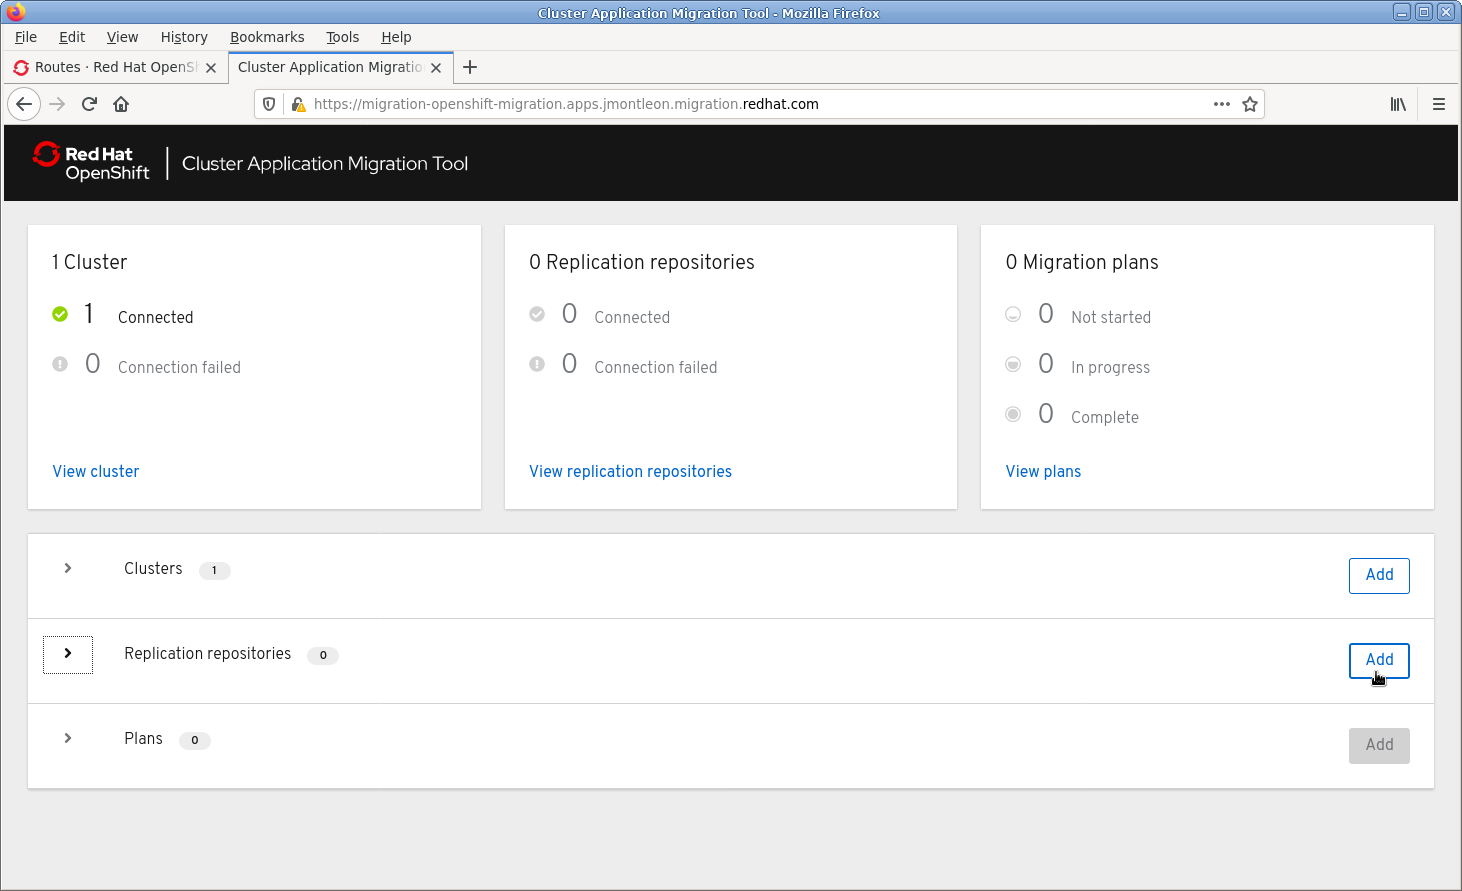 Cluster Application Migration Tool - Mozilla Firefox
File Edit View History Bookmarks Tools Help
Routes · Red Hat OpenS
Cluster Application Migratio
https://migration-openshift-migration.apps.jmontleon.migration.redhat.com
Red Hat
OpenShift
Cluster Application Migration Tool
1 Cluster
1 Connected
0 Connection failed
View cluster
0 Replication repositories
0 Connected
0 Connection failed
View replication repositories
0 Migration plans
0 Not started
0 In progress
0 Complete
View plans
Clusters 1 Add
Replication repositories 0 Add
Plans 0 Add